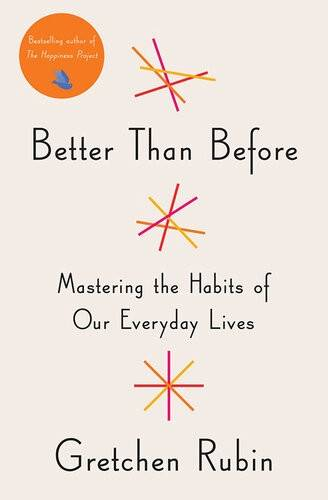 Bestselling author of
The Happiness Project
Better Than Before
Mastering the Habits of
Our Everyday Lives
Gretchen Rubin